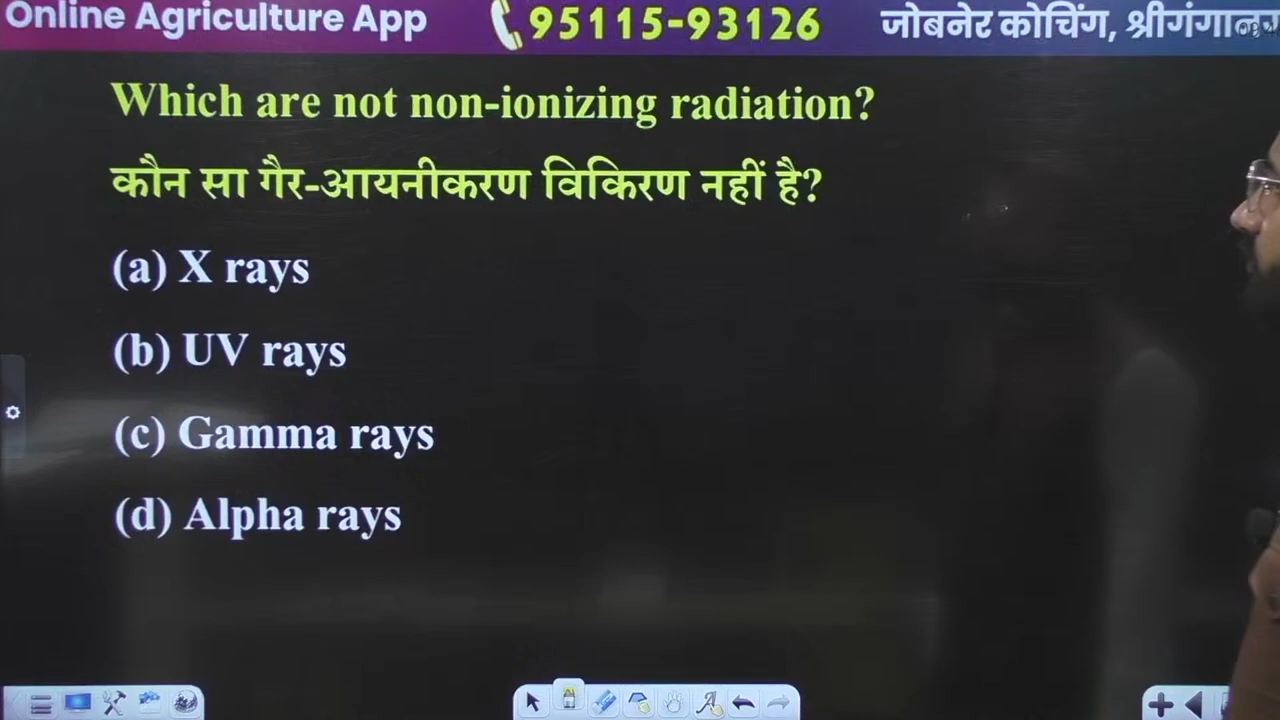 Online Agriculture App
95115-93126
जोबनेर कोचिंग,
Which are not non-ionizing radiation?
कौन सा गैर-आयनीकरण विकिरण नहीं है?
(a) X rays
(b) UV rays
(c) Gamma rays
(d) Alpha rays